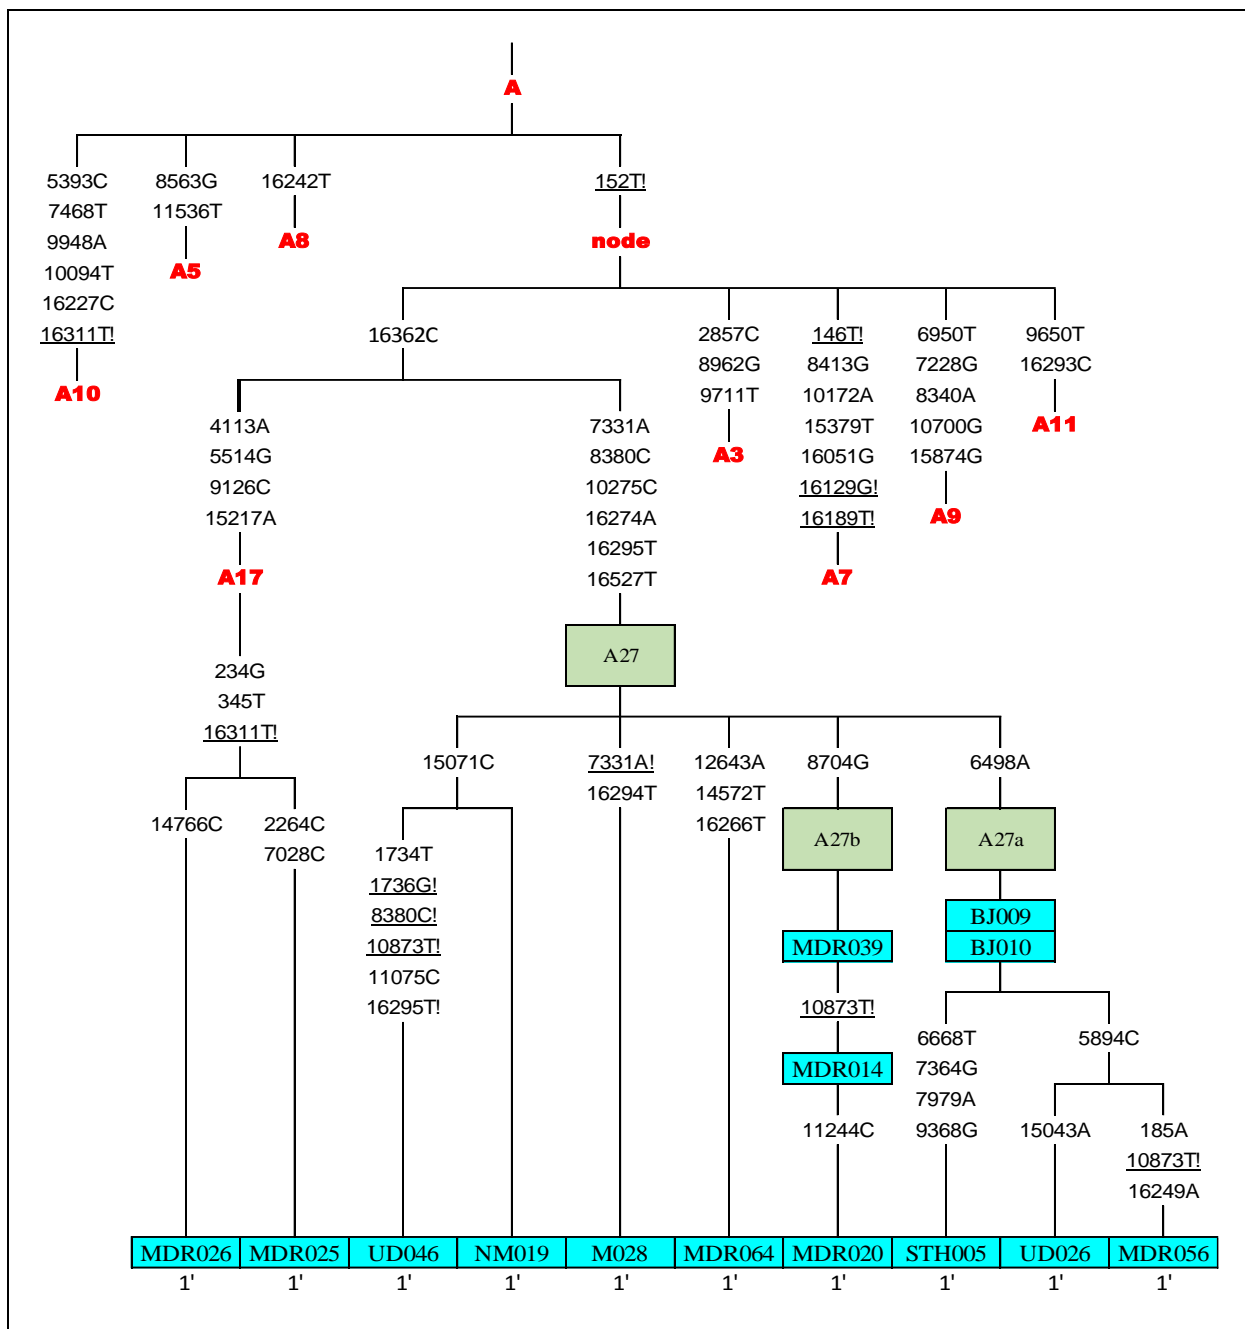 A
5393C 8563G 16242T 152T!
7468T 11536T
9948A A8 node
10094T A5
16227C
16311T! 16362C 2857C 146T! 6950T 9650T
8962G 8413G 7228G 16293C
A10 9711T 10172A 8340A
4113A 7331A 15379T 10700G A11
5514G 8380C A3 16051G 15874G
9126C 10275C 16129G!
15217A 16274A 16189T! A9
16295T
A17 16527T A7
A27
234G
345T
16311T!
15071C 7331A! 12643A 8704G 6498A
16294T 14572T
14766C 2264C 16266T A27b A27a
7028C 1734T
1736G!
8380C! BJ009
10873T! MDR039 BJ010
11075C
16295T! 10873T!
6668T 5894C
MDR014 7364G
7979A
11244C 9368G 15043A 185A
10873T!
16249A
MDR026 MDR025 UD046 NM019 M028 MDR064 MDR020 STH005 UD026 MDR056
1' 1' 1' 1' 1' 1' 1' 1' 1' 1'